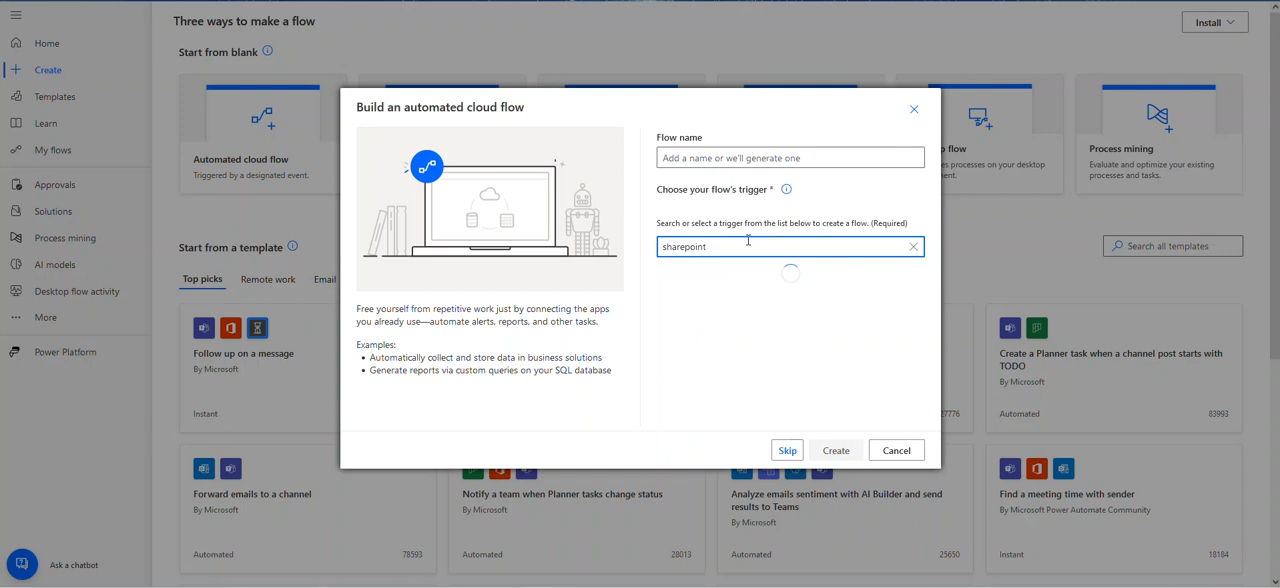 Three ways to make a flow
Install
Start from blank
Home
Create
Templates
Learn
My flows
Approvals
Solutions
Process mining
AI models
Desktop flow activity
More
Power Platform
Ask a chatbot
Automated cloud flow
Triggered by a designated event.
flow
es processes on your desktop
ment.
Process mining
Evaluate and optimize your existing
processes and tasks.
Build an automated cloud flow
Free yourself from repetitive work just by connecting the apps
you already use—automate alerts, reports, and other tasks.
Examples:
• Automatically collect and store data in business solutions
• Generate reports via custom queries on your SQL database
Flow name
Add a name or we'll generate one
Choose your flow's trigger *
Search or select a trigger from the list below to create a flow. (Required)
sharepoint
Skip
Create
Cancel
Start from a template
Search all templates
Top picks
Remote work
Email
Follow up on a message
By Microsoft
Instant
27776
Create a Planner task when a channel post starts with
TODO
By Microsoft
Automated
83993
Forward emails to a channel
By Microsoft
Automated
78593
Notify a team when Planner tasks change status
By Microsoft
Automated
28013
Analyze emails sentiment with AI Builder and send
results to Teams
By Microsoft
Automated
25650
Find a meeting time with sender
By Microsoft Power Automate Community
Instant
18184